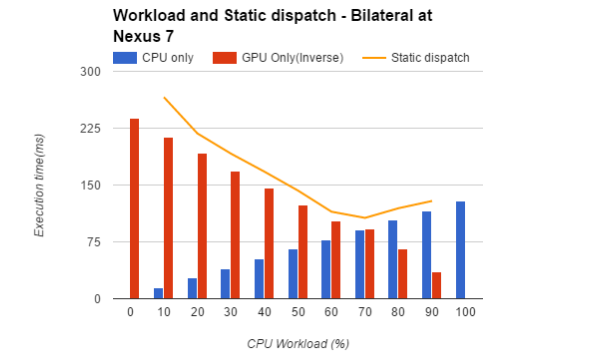 Workload and Static dispatch - Bilateral at
Nexus 7
CPU only GPU Only(Inverse) Static dispatch
300
225
150
75
0
Execution time(ms)
0 10 20 30 40 50 60 70 80 90 100
CPU Workload (%)